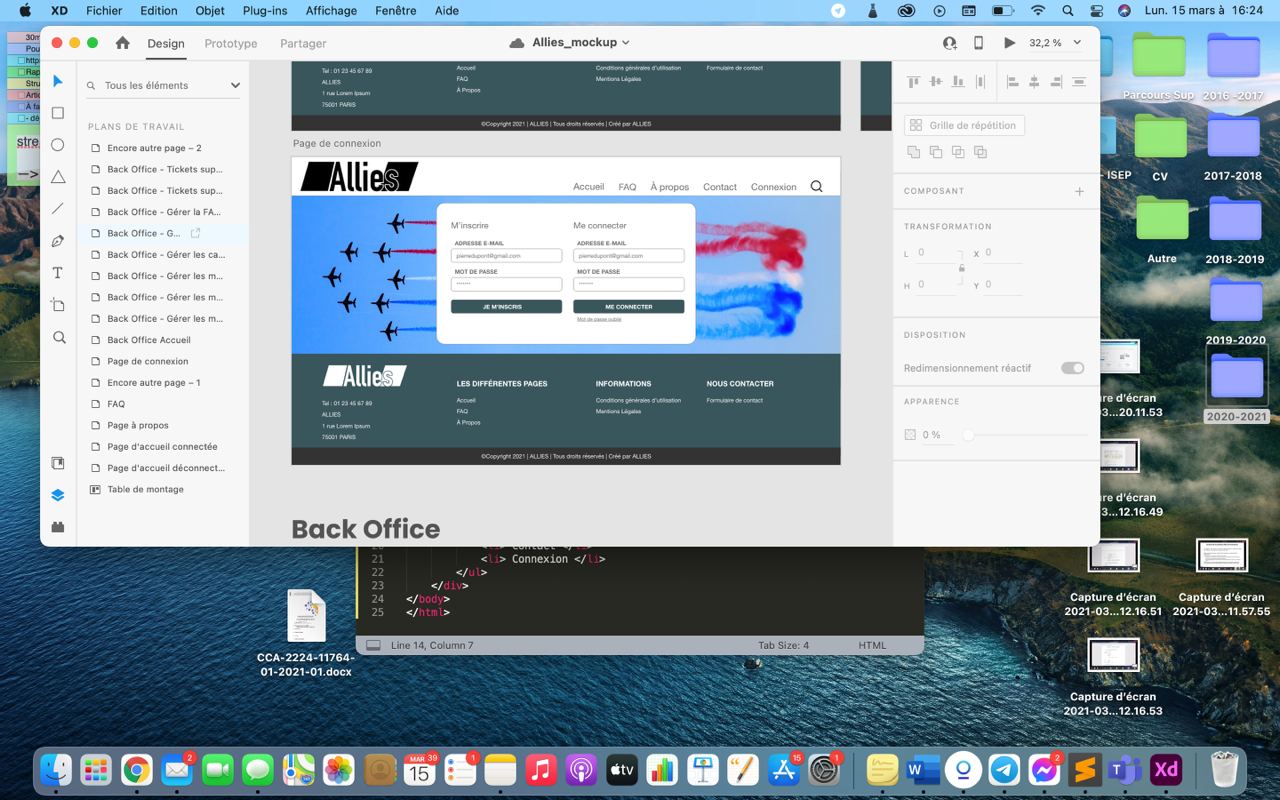 XD Fichier Edition Objet Plug-ins Affichage Fenêtre Aide Lun. 15 mars à 16:24
Design Prototype Partager Allies_mockup 32,2 %
Tous les éléments
PLANS DE TRAVAIL
Encore autre page – 2
Back Office - Tickets sup...
Back Office - Tickets sup...
Back Office - Gérer la FA...
Back Office - G...
Back Office - Gérer les ca...
Back Office - Gérer les m...
Back Office - Gérer les m...
Back Office - Gérer les m...
Back Office Accueil
Page de connexion
Encore autre page – 1
FAQ
Page à propos
Page d'accueil connectée
Page d'accueil déconnect...
Table de montage
Tel : 01 23 45 67 89
ALLIES
1 rue Lorem Ipsum
75001 PARIS
Accueil
FAQ
À Propos
Conditions générales d'utilisation
Mentions Légales
Formulaire de contact
©Copyright 2021 | ALLIES | Tous droits réservés | Créé par ALLIES
Page de connexion
Allies
Accueil FAQ À propos Contact Connexion
M'inscrire
ADRESSE E-MAIL
pierredupont@gmail.com
MOT DE PASSE
JE M'INSCRIS
Me connecter
ADRESSE E-MAIL
pierredupont@gmail.com
MOT DE PASSE
ME CONNECTER
Mot de passe oublié
Allies
Tel : 01 23 45 67 89
ALLIES
1 rue Lorem Ipsum
75001 PARIS
LES DIFFÉRENTES PAGES
Accueil
FAQ
À Propos
INFORMATIONS
Conditions générales d'utilisation
Mentions Légales
NOUS CONTACTER
Formulaire de contact
©Copyright 2021 | ALLIES | Tous droits réservés | Créé par ALLIES
Back Office
Grille de répétition
COMPOSANT
TRANSFORMATION
L 0 X 0
H 0 Y 0
DISPOSITION
Redimensionnement réactif
APPARENCE
0 %
20 <li> Contact </li>
21 <li> Connexion </li>
22 </ul>
23 </div>
24 </body>
25 </html>
Line 14, Column 7 Tab Size: 4 HTML
CCA-2224-11764-
01-2021-01.docx
Parcours Sup
2016 -2017
ISEP
CV
2017-2018
Autre
2018-2019
2019-2020
2020-2021
d'écran
03...20.11.53
d'écran
03...12.16.49
Capture d'écran
2021-03...12.16.51
Capture d'écran
2021-03...11.57.55
Capture d'écran
2021-03...12.16.53
2
MAR
39
15
1
tv
15
1
2
Xd